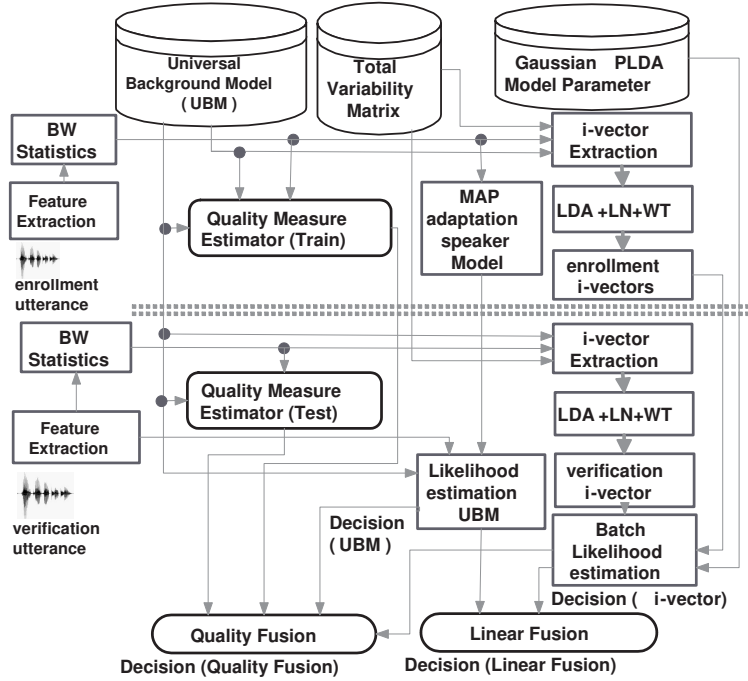 Universal
Background Model
( UBM )
Total
Variability
Matrix
Gaussian PLDA
Model Parameter
BW
Statistics
i-vector
Extraction
Feature
Extraction
Quality Measure
Estimator (Train)
MAP
adaptation
speaker
Model
LDA +LN+WT
enrollment
i-vectors
enrollment
utterance
BW
Statistics
i-vector
Extraction
Quality Measure
Estimator (Test)
LDA +LN+WT
Feature
Extraction
Likelihood
estimation
UBM
verification
i-vector
verification
utterance
Decision
( UBM )
Batch
Likelihood
estimation
Decision ( i-vector)
Quality Fusion
Linear Fusion
Decision (Quality Fusion)
Decision (Linear Fusion)